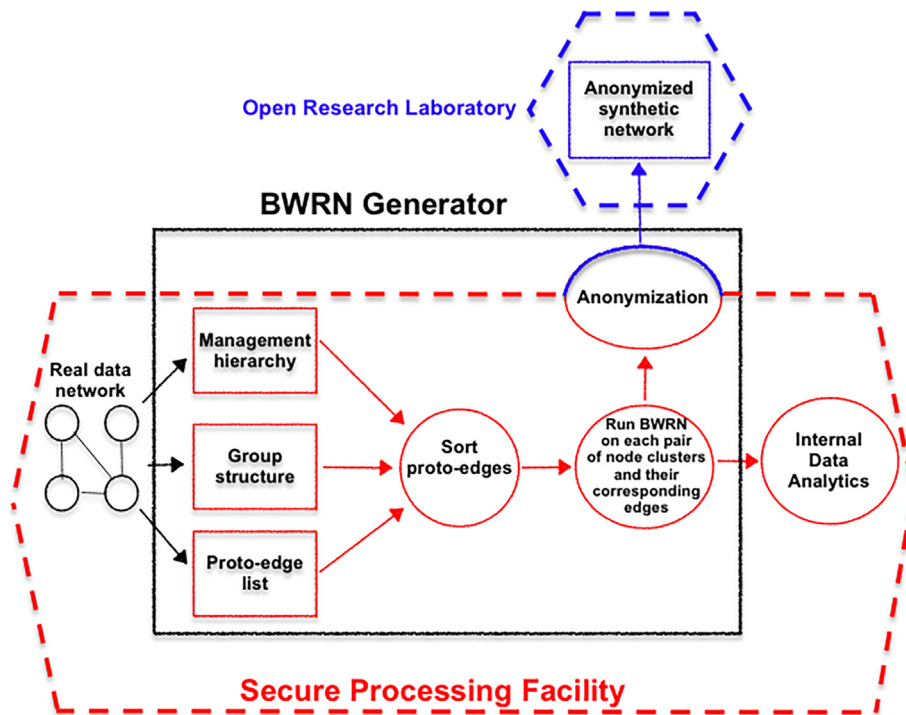 Open Research Laboratory
Anonymized
synthetic
network
BWRN Generator
Anonymization
Management
hierarchy
Real data
network
Group
structure
Proto-edge
list
Sort
proto-edges
Run BWRN
on each pair
of node clusters
and their
corresponding
edges
Internal
Data
Analytics
Secure Processing Facility